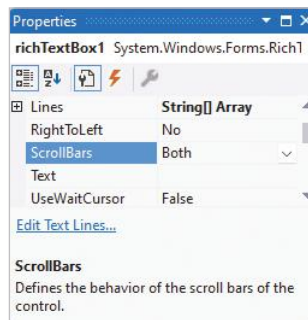 Properties
richTextBox1 System.Windows.Forms.RichT
Lines String[] Array
RightToLeft No
ScrollBars Both
Text
UseWaitCursor False
Edit Text Lines...
ScrollBars
Defines the behavior of the scroll bars of the
control.